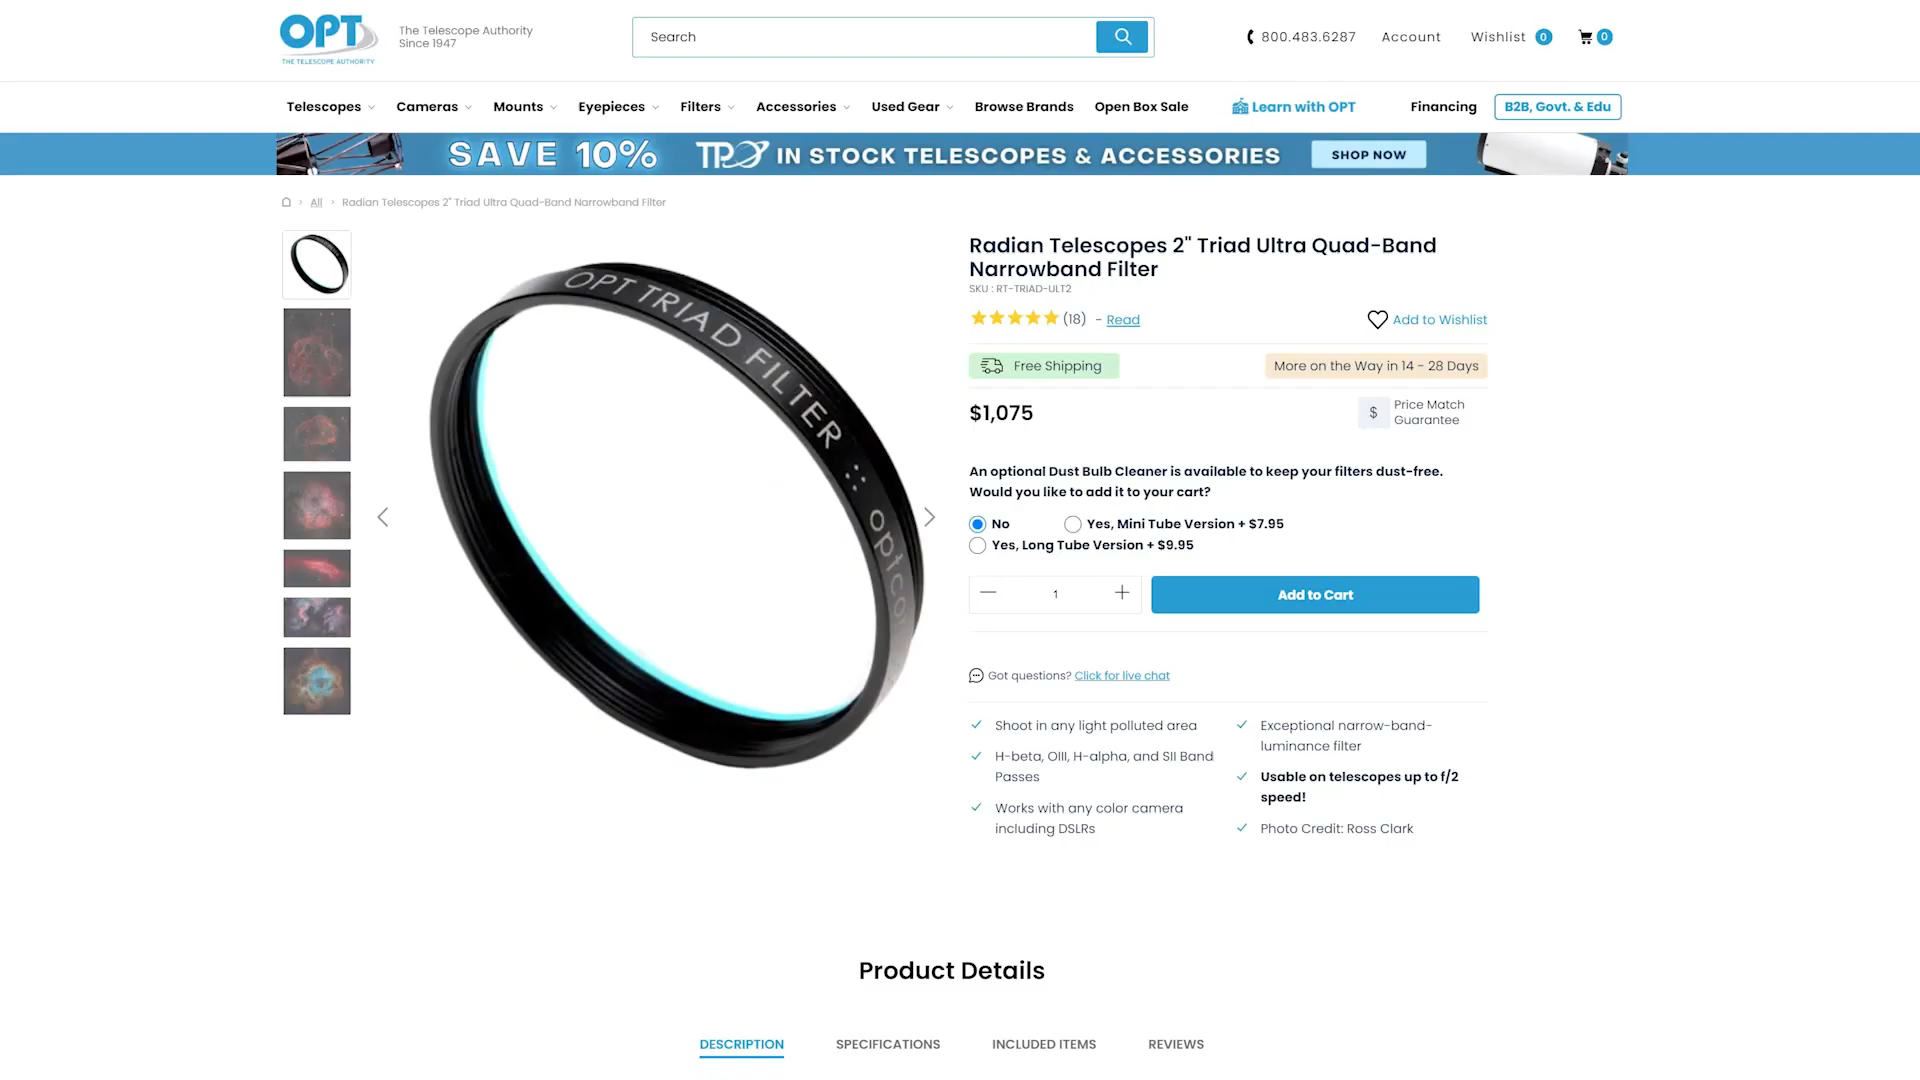 OPT
THE TELESCOPE AUTHORITY
The Telescope Authority
Since 1947
Search
800.483.6287
Account
Wishlist 0
0
Telescopes
Cameras
Mounts
Eyepieces
Filters
Accessories
Used Gear
Browse Brands
Open Box Sale
Learn with OPT
Financing
B2B, Govt. & Edu
SAVE 10% TPO IN STOCK TELESCOPES & ACCESSORIES SHOP NOW
All > Radian Telescopes 2" Triad Ultra Quad-Band Narrowband Filter
OPT TRIAD FILTER :: optcor
Radian Telescopes 2" Triad Ultra Quad-Band
Narrowband Filter
SKU : RT-TRIAD-ULT2
(18) - Read
Add to Wishlist
Free Shipping
More on the Way in 14 - 28 Days
$1,075
$ Price Match
Guarantee
An optional Dust Bulb Cleaner is available to keep your filters dust-free.
Would you like to add it to your cart?
No
Yes, Mini Tube Version + $7.95
Yes, Long Tube Version + $9.95
1
Add to Cart
Got questions? Click for live chat
Shoot in any light polluted area
H-beta, OIII, H-alpha, and SII Band
Passes
Works with any color camera
including DSLRs
Exceptional narrow-band-
luminance filter
Usable on telescopes up to f/2
speed!
Photo Credit: Ross Clark
Product Details
DESCRIPTION
SPECIFICATIONS
INCLUDED ITEMS
REVIEWS